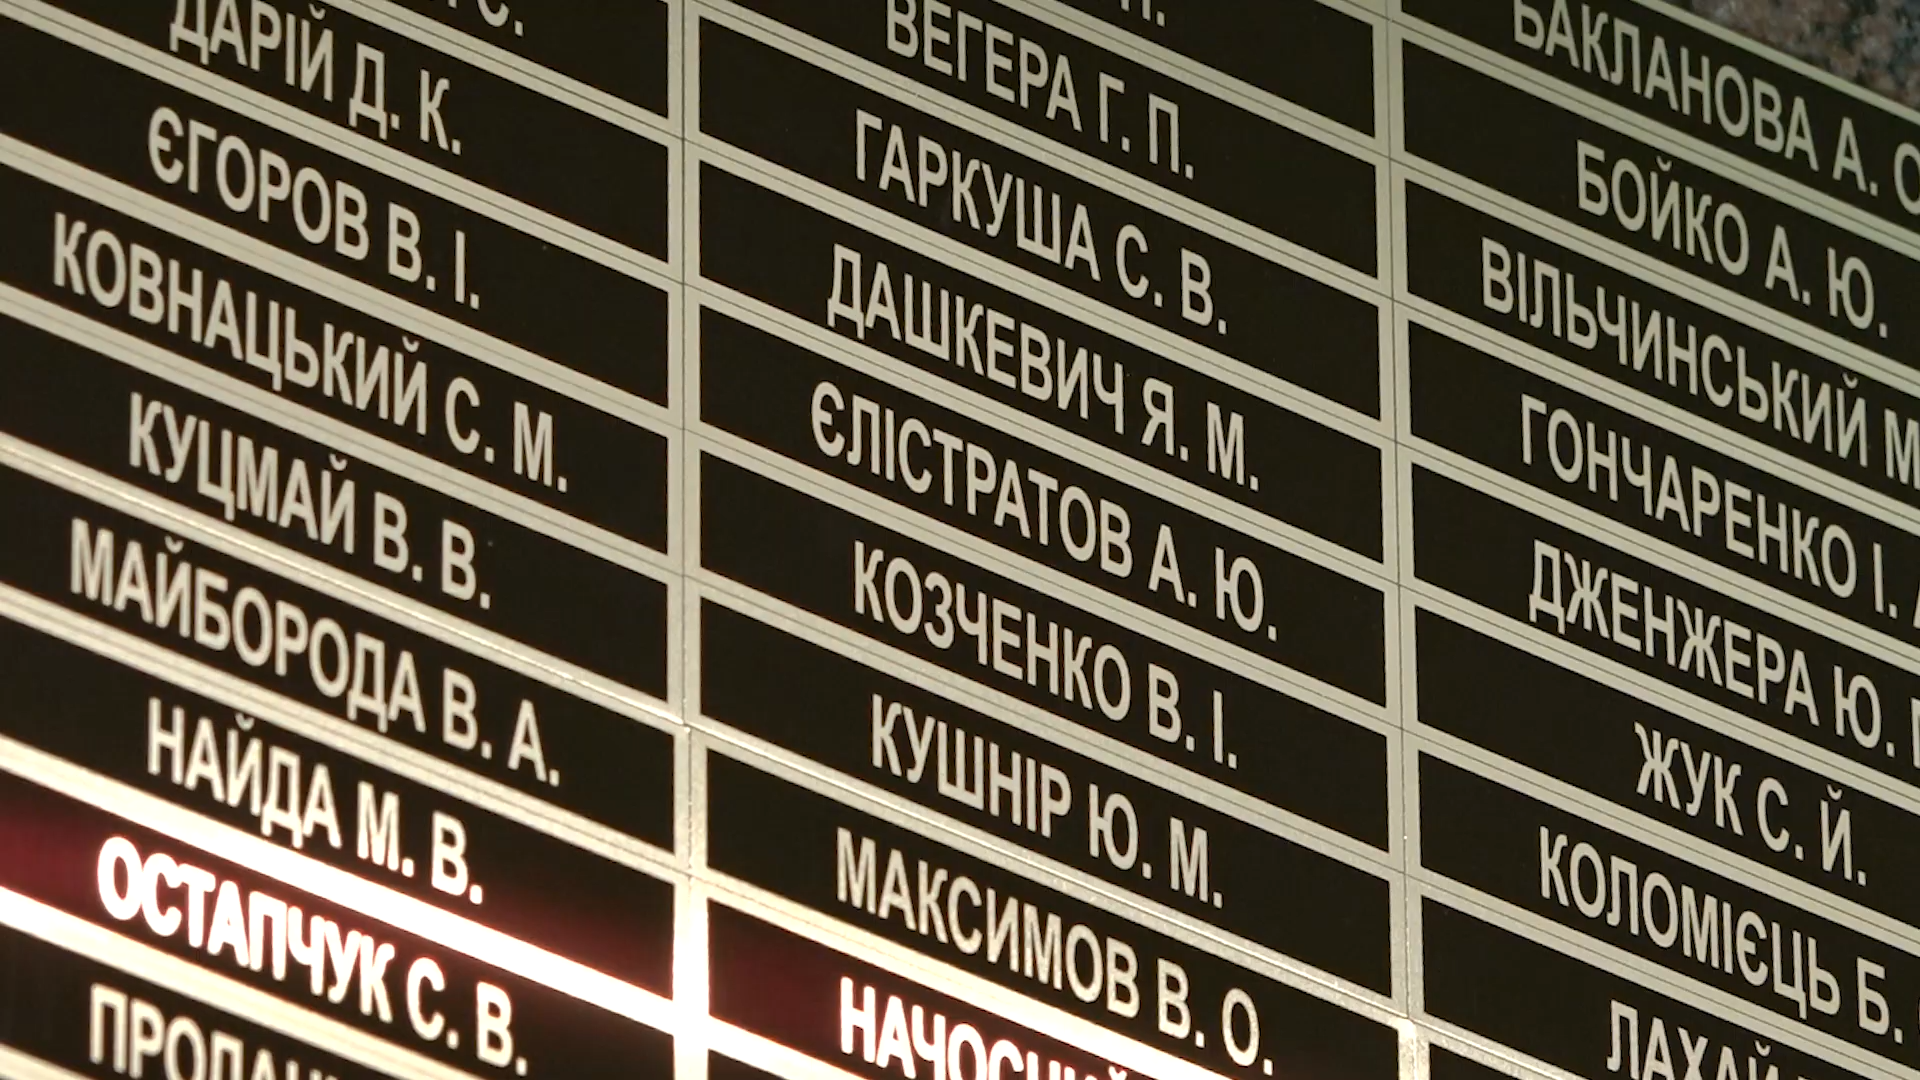 ДАРІЙ Д. К.
ЄГОРОВ В. І.
КОВНАЦЬКИЙ С. М.
КУЦМАЙ В. В.
МАЙБОРОДА В. А.
НАЙДА М. В.
ОСТАПЧУК С. В.
ВЕГЕРА Г. П.
ГАРКУША С. В.
ДАШКЕВИЧ Я. М.
ЄЛІСТРАТОВ А. Ю.
КОЗЧЕНКО В. І.
КУШНІР Ю. М.
МАКСИМОВ В. О.
БАКЛАНОВА А.
БОЙКО А. Ю.
ВІЛЬЧИНСЬКИЙ М
ГОНЧАРЕНКО І.
ДЖЕНЖЕРА Ю.
ЖУК С. Й.
КОЛОМІЄЦЬ Б.